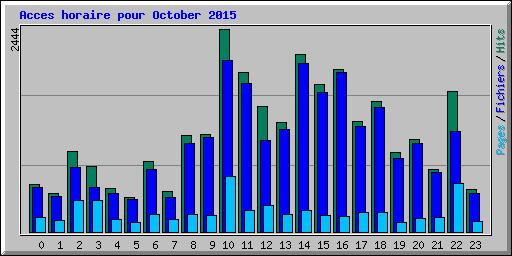 Acces horaire pour October 2015
2444
Pages / Fichiers / Hits
0 1 2 3 4 5 6 7 8 9 10 11 12 13 14 15 16 17 18 19 20 21 22 23